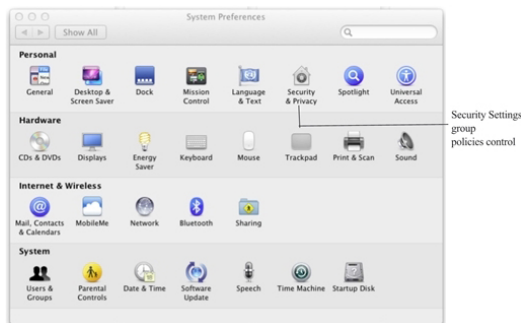 System Preferences
Show All
Personal
General
Desktop &
Screen Saver
Dock
Mission
Control
Language
& Text
Security
& Privacy
Spotlight
Universal
Access
Security Settings
group
policies control
Hardware
CDs & DVDs
Displays
Energy
Saver
Keyboard
Mouse
Trackpad
Print & Scan
Sound
Internet & Wireless
Mail, Contacts
& Calendars
MobileMe
Network
Bluetooth
Sharing
System
Users &
Groups
Parental
Controls
Date & Time
Software
Update
Speech
Time Machine
Startup Disk